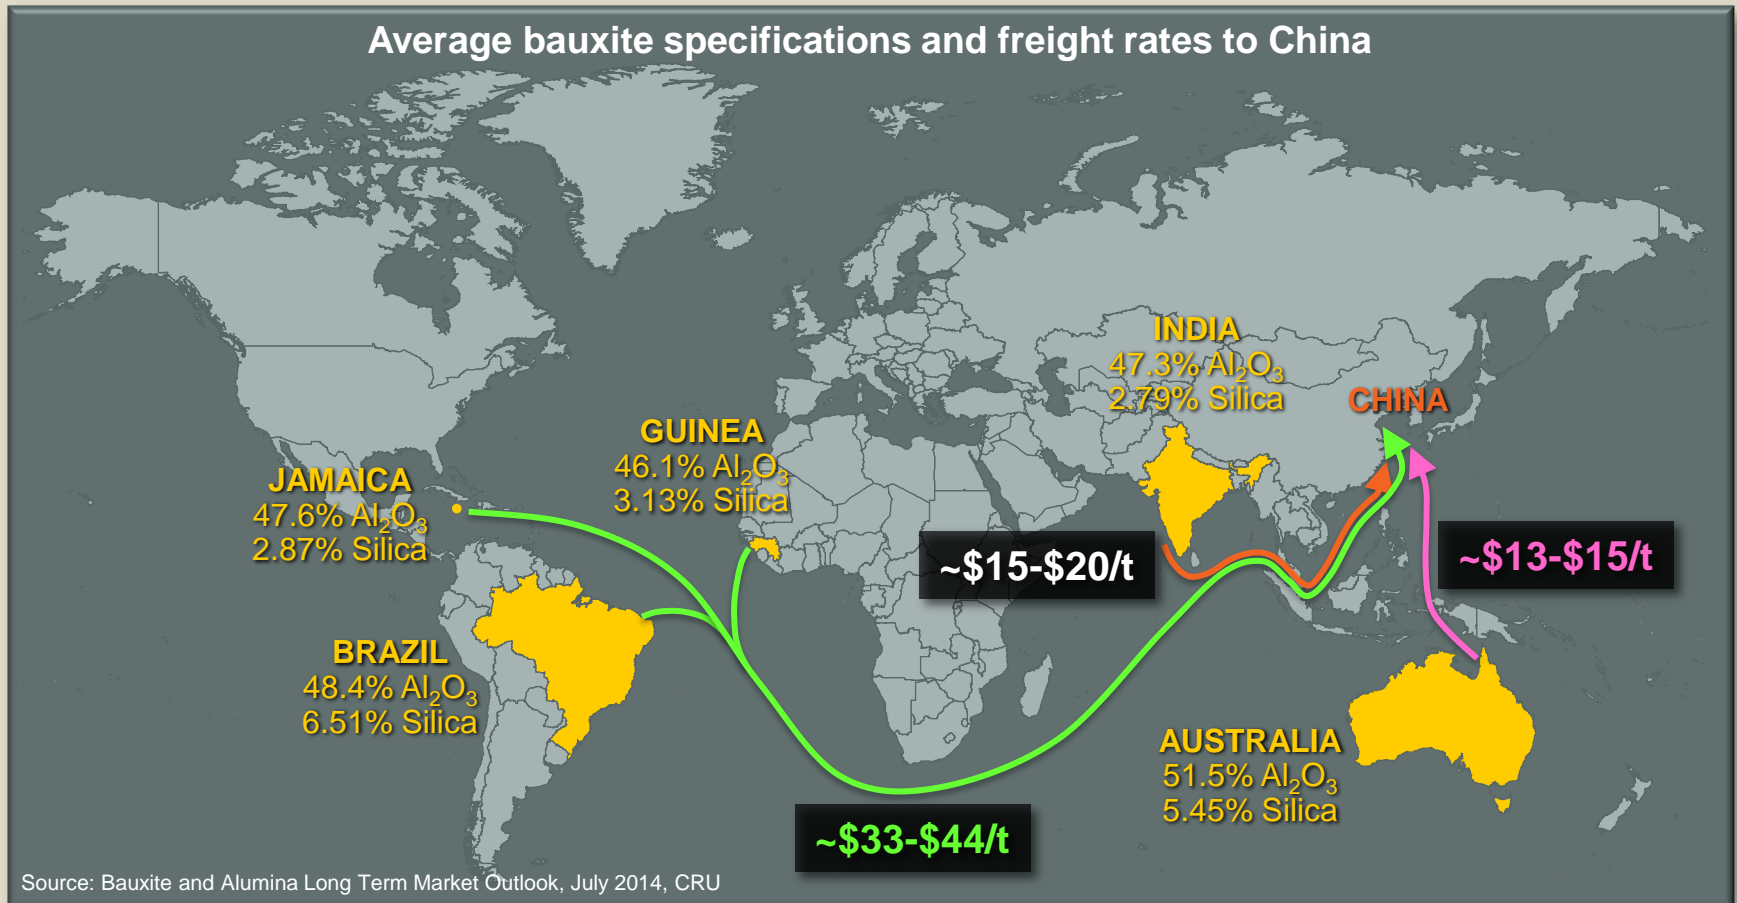 Average bauxite specifications and freight rates to China
INDIA
47.3% Al₂O₃
2.79% Silica
CHINA
GUINEA
46.1% Al₂O₃
3.13% Silica
JAMAICA
47.6% Al₂O₃
2.87% Silica
~$15-$20/t
~$13-$15/t
BRAZIL
48.4% Al₂O₃
6.51% Silica
AUSTRALIA
51.5% Al₂O₃
5.45% Silica
~$33-$44/t
Source: Bauxite and Alumina Long Term Market Outlook, July 2014, CRU